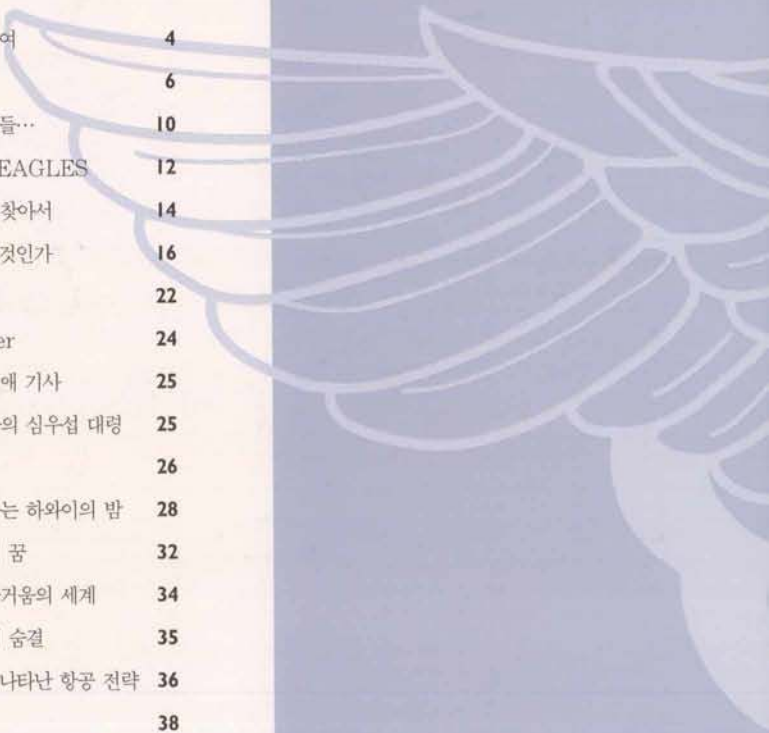 여 4
6
들… 10
EAGLES 12
찾아서 14
것인가 16
22
er 24
애 기사 25
의 심우섭 대령 25
26
는 하와이의 밤 28
꿈 32
거움의 세계 34
숨결 35
나타난 항공 전략 36
38